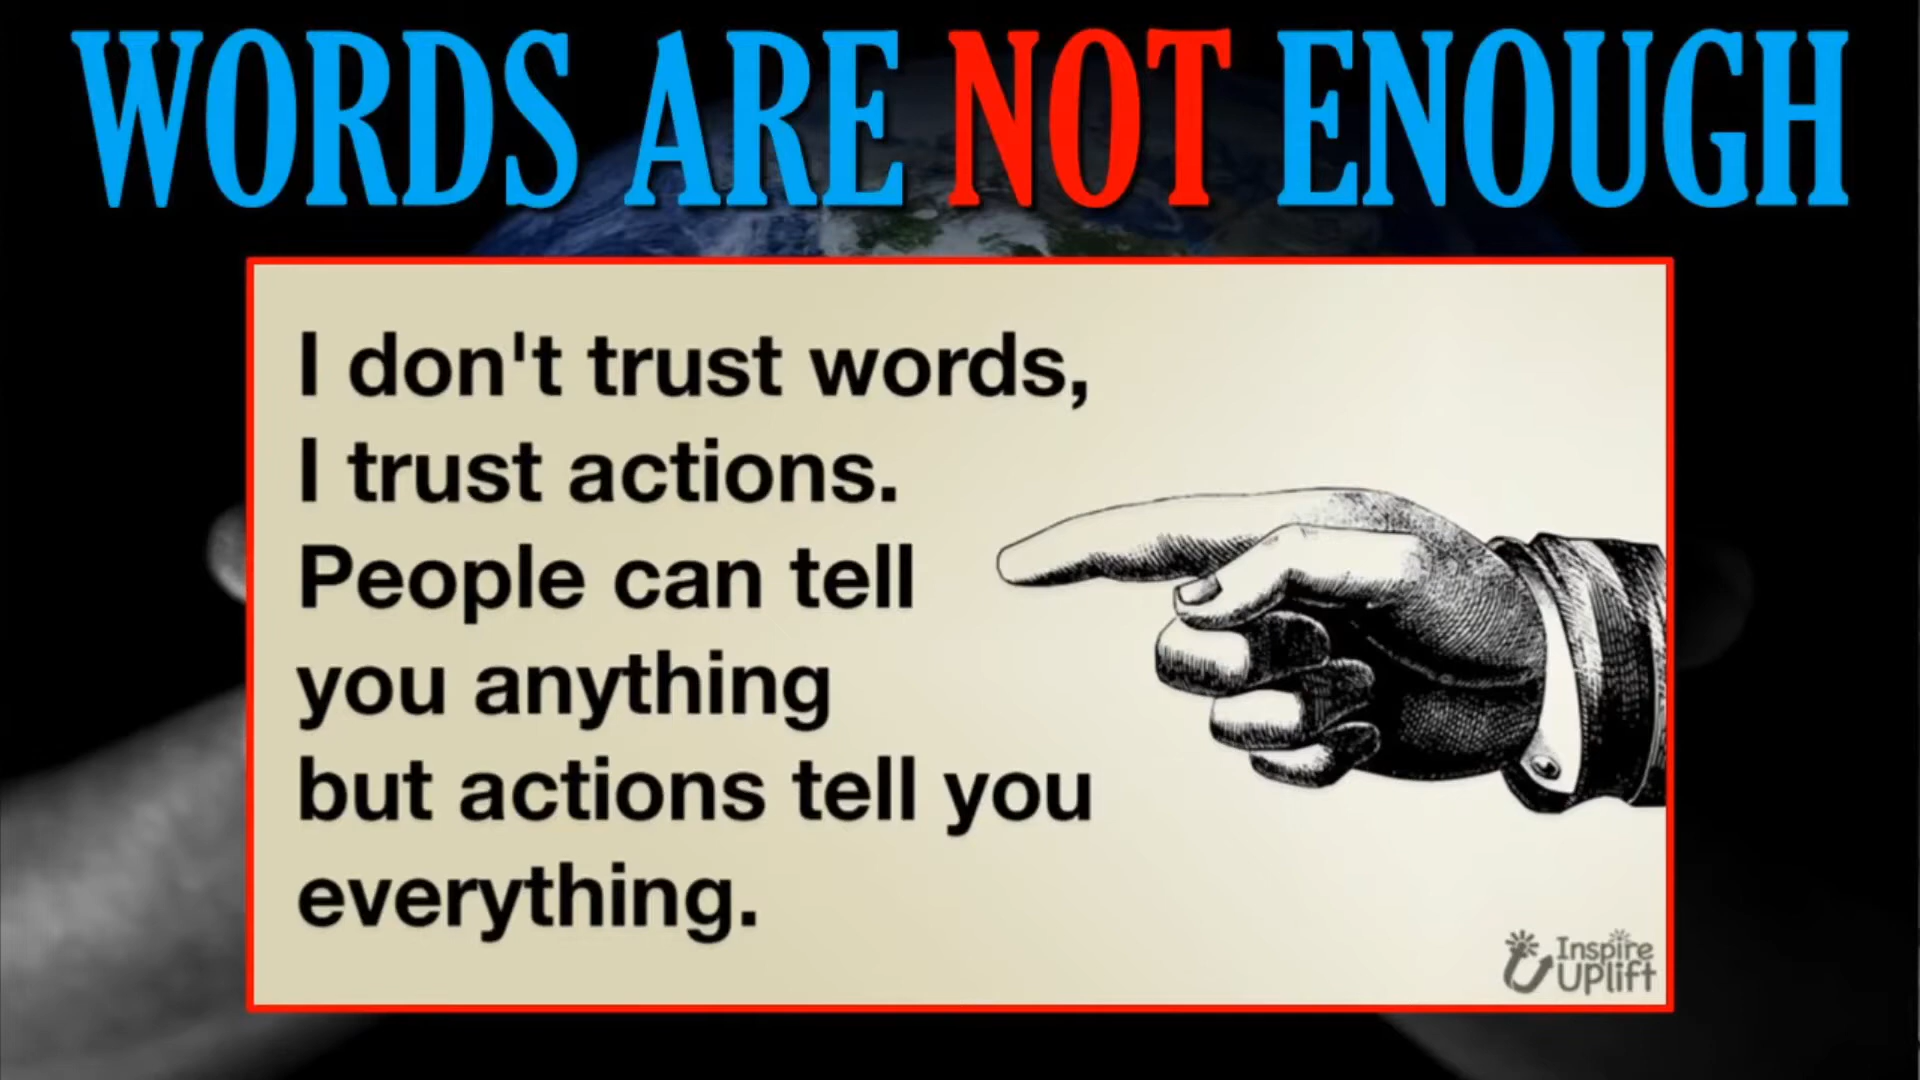 WORDS ARE NOT ENOUGH
I don't trust words,
I trust actions.
People can tell
you anything
but actions tell you
everything.
Inspire
Uplift